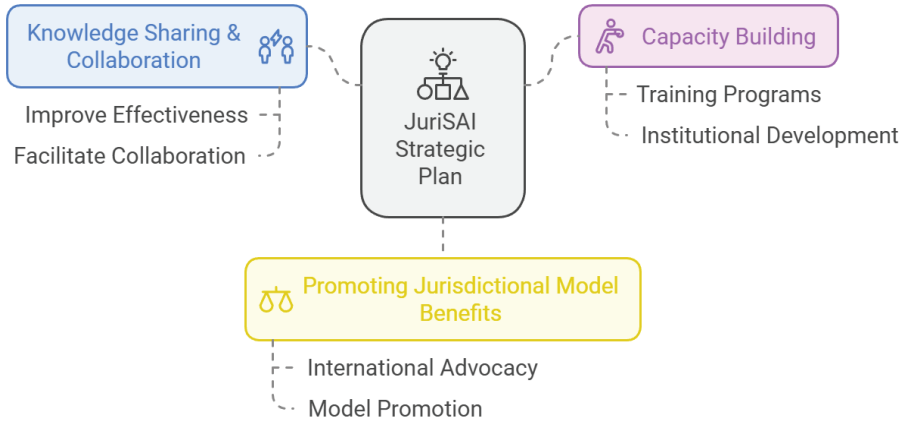 Knowledge Sharing &
Collaboration
Improve Effectiveness
Facilitate Collaboration
JuriSAI
Strategic
Plan
Capacity Building
Training Programs
Institutional Development
Promoting Jurisdictional Model
Benefits
International Advocacy
Model Promotion